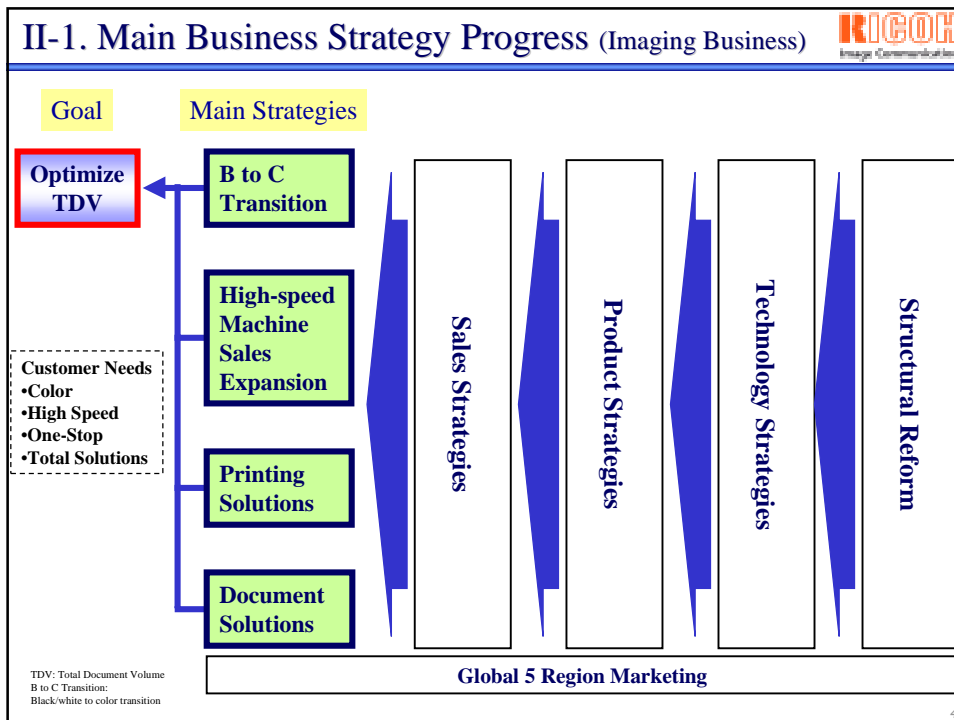 II-1. Main Business Strategy Progress (Imaging Business)
RICOH
Image Communication
Goal
Main Strategies
Optimize
TDV
B to C
Transition
High-speed
Machine
Sales
Expansion
Customer Needs
•Color
•High Speed
•One-Stop
•Total Solutions
Printing
Solutions
Document
Solutions
Sales Strategies
Product Strategies
Technology Strategies
Structural Reform
Global 5 Region Marketing
TDV: Total Document Volume
B to C Transition:
Black/white to color transition
4